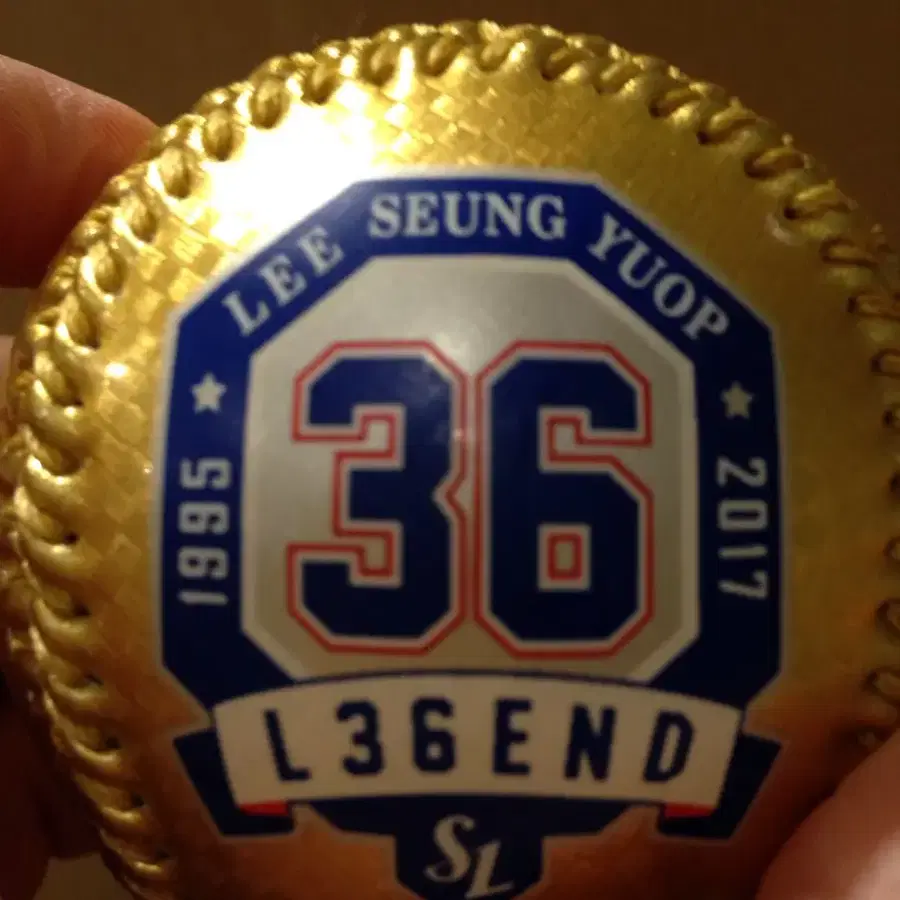 LEE SEUNG YUOP
1995
2017
36
L36END
SL